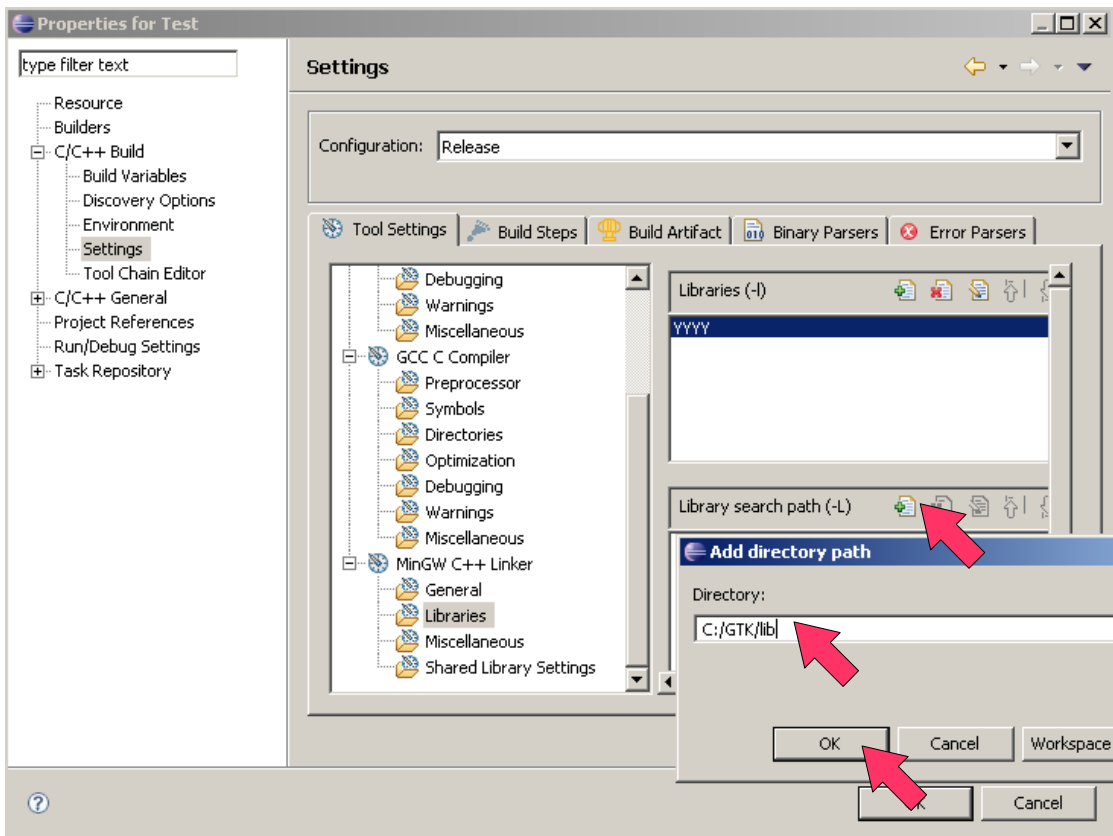 Properties for Test
type filter text
Resource
Builders
C/C++ Build
Build Variables
Discovery Options
Environment
Settings
Tool Chain Editor
C/C++ General
Project References
Run/Debug Settings
Task Repository
Settings
Configuration:
Release
Tool Settings
Build Steps
Build Artifact
010
Binary Parsers
Error Parsers
Debugging
Warnings
Miscellaneous
GCC C Compiler
Preprocessor
Symbols
Directories
Optimization
Debugging
Warnings
Miscellaneous
MinGW C++ Linker
General
Libraries
Miscellaneous
Shared Library Settings
Libraries (-l)
YYYY
Library search path (-L)
Add directory path
Directory:
C:/GTK/lib
OK
Cancel
Workspace
Cancel